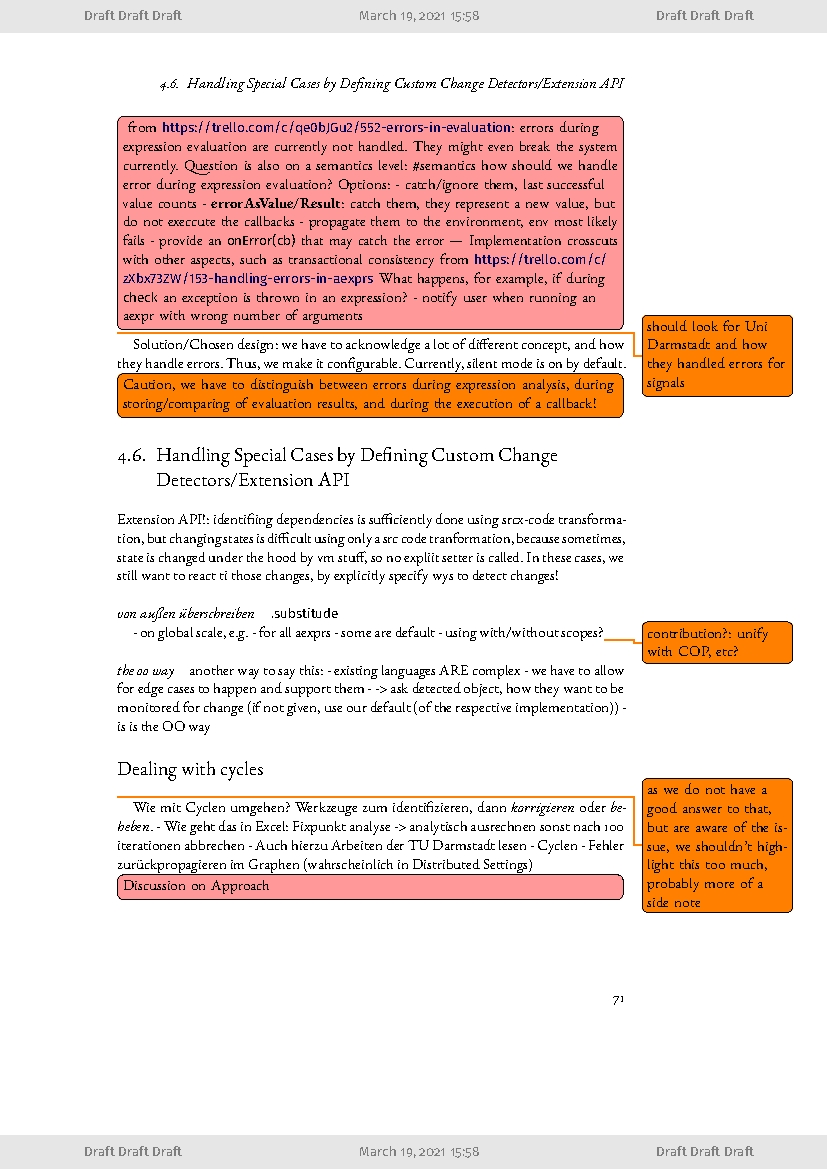 Draft Draft Draft March 19, 2021 15:58 Draft Draft Draft
4.6. Handling Special Cases by Defining Custom Change Detectors/Extension API
from https://trello.com/c/qe0bJGu2/552-errors-in-evaluation: errors during
expression evaluation are currently not handled. They might even break the system
currently. Question is also on a semantics level: #semantics how should we handle
error during expression evaluation? Options: - catch/ignore them, last successful
value counts - errorAsValue/Result: catch them, they represent a new value, but
do not execcute the callbacks - propagate them to the environment, env most likely
fails - provide an onError(cb) that may catch the error — Implementation crosscuts
with other aspects, such as transactional consistency from https://trello.com/c/
zXbx73ZW/153-handling-errors-in-aexprs What happens, for example, if during
check an exception is thrown in an expression? - notify user when running an
aexpr with wrong number of arguments
should look for Uni
Darmstadt and how
they handled errors for
signals
Solution/Chosen design: we have to acknowledge a lot of different concept, and how
they handle errors. Thus, we make it configurable. Currently, silent mode is on by default.
Caution, we have to distinguish between errors during expression analysis, during
storing/comparing of evaluation results, and during the execution of a callback!
4.6. Handling Special Cases by Defining Custom Change
Detectors/Extension API
Extension API!: identifiing dependencies is sufficiently done using srcx-code transforma-
tion, but changing states is difficult using only a src code tranformation, because sometimes,
state is changed under the hood by vm stuff, so no expliit setter is called. In these cases, we
still want to react ti those changes, by explicitly specify wys to detect changes!
von außen überschreiben .substitude
- on global scale, e.g. - for all aexprs - some are default - using with/without scopes?
contribution?: unify
with COP, etc?
the oo way another way to say this: - existing languages ARE complex - we have to allow
for edge cases to happen and support them - -> ask detected object, how they want to be
monitored for change (if not given, use our default (of the respective implementation)) -
is is the OO way
Dealing with cycles
Wie mit Cyclen umgehen? Werkzeuge zum identifizieren, dann korrigieren oder be-
heben. - Wie geht das in Excel: Fixpunkt analyse -> analytisch ausrechnen sonst nach 100
iterationen abbrechen - Auch hierzu Arbeiten der TU Darmstadt lesen - Cyclen - Fehler
zurückpropagieren im Graphen (wahrscheinlich in Distributed Settings)
as we do not have a
good answer to that,
but are aware of the is-
sue, we shouldn't high-
light this too much,
probably more of a
side note
Discussion on Approach
71
Draft Draft Draft March 19, 2021 15:58 Draft Draft Draft